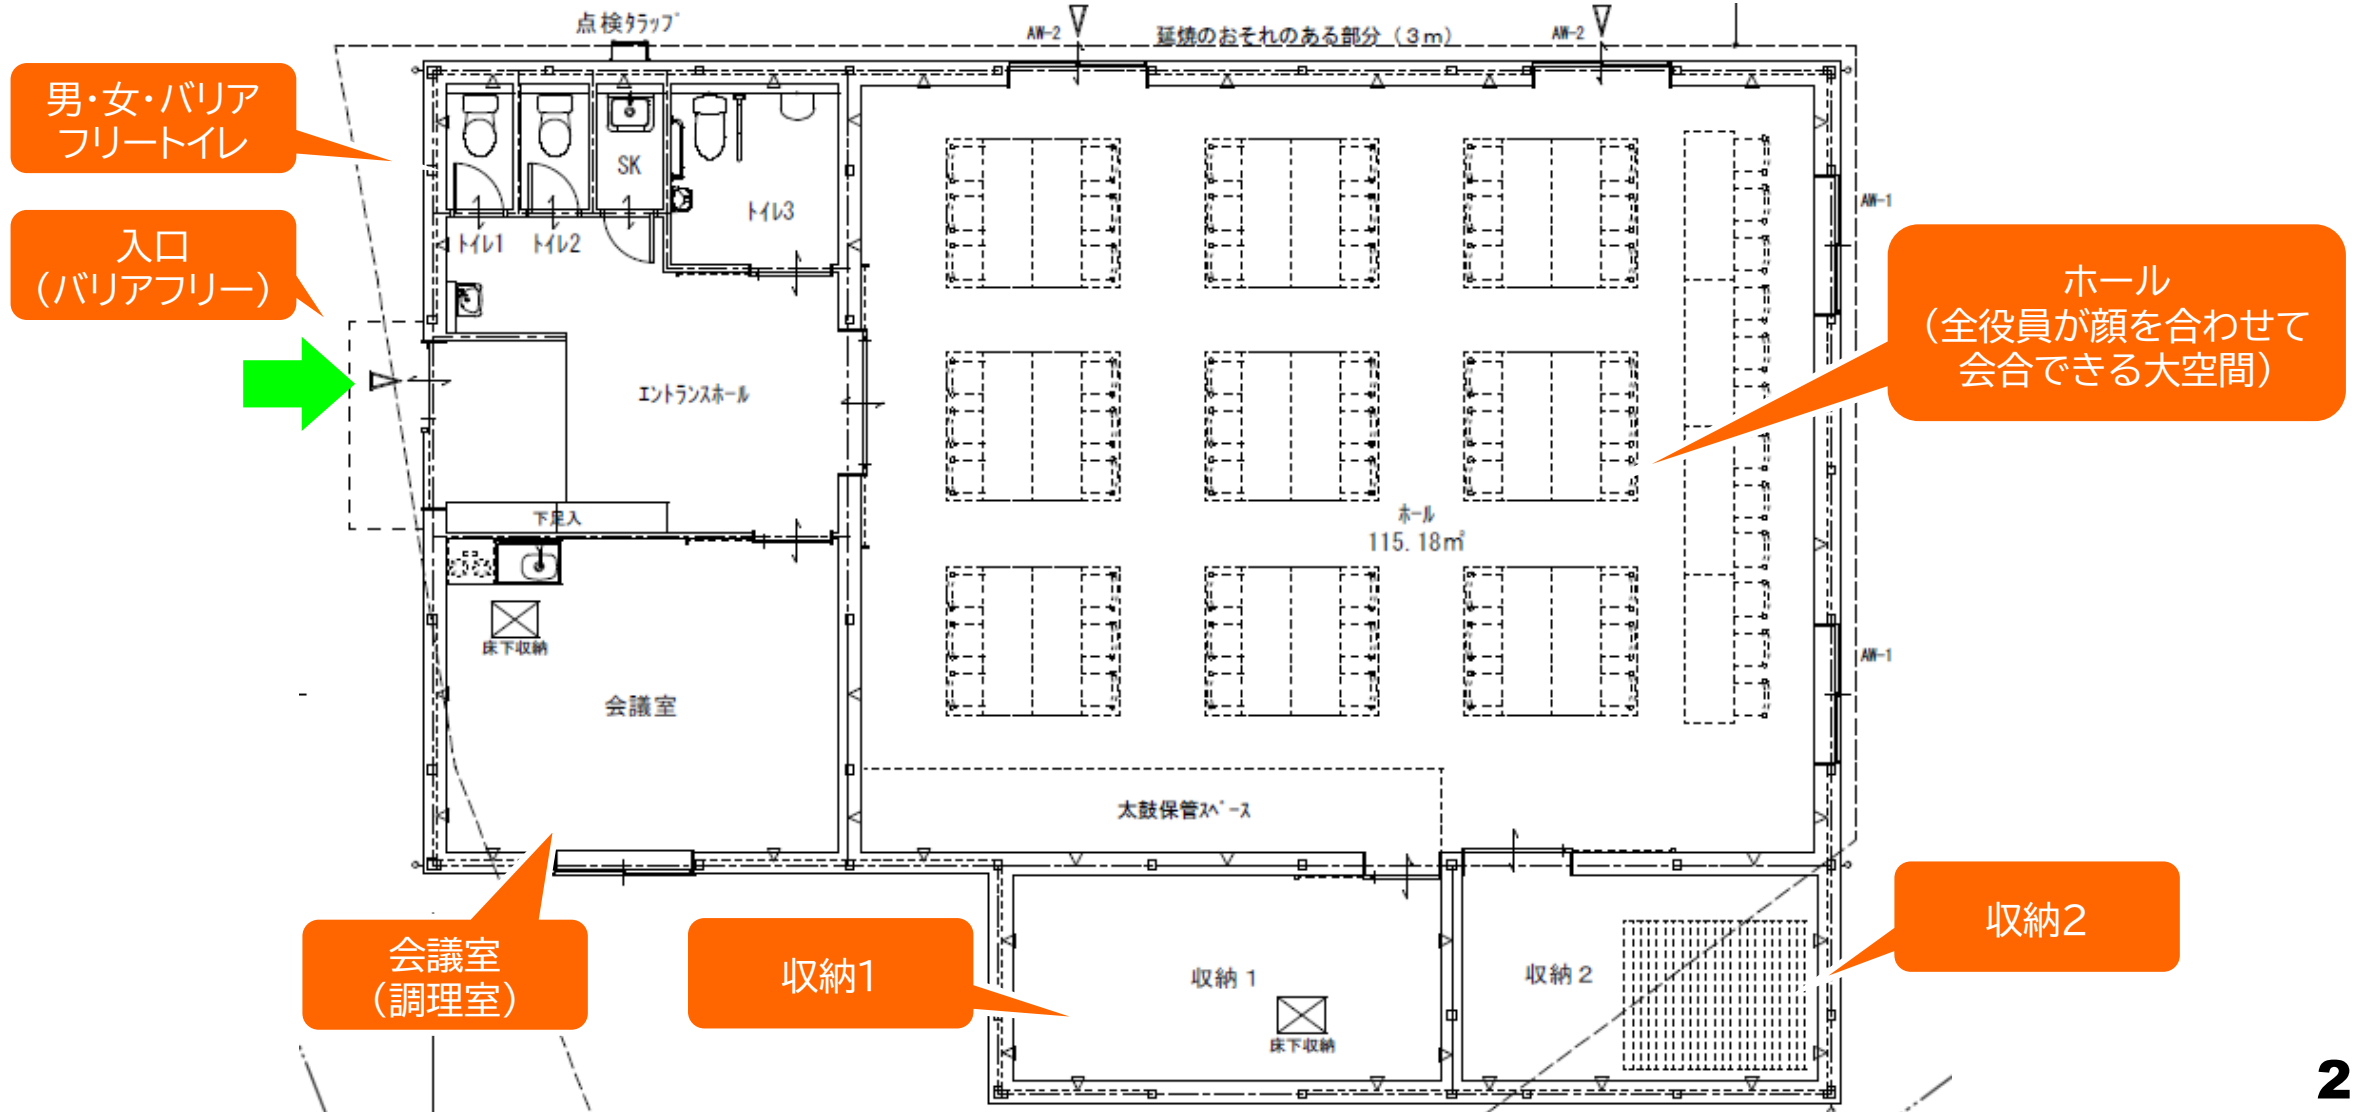 点検タラップ
AW-2
延焼のおそれのある部分（3ｍ）
AW-2
男・女・バリア
フリートイレ
SK
トイレ3
トイレ1
トイレ2
AW-1
入口
（バリアフリー）
ホール
（全役員が顔を合わせて
会合できる大空間）
エントランスホール
下足入
ホール
115.18㎡
床下収納
会議室
AW-1
太鼓保管スペース
会議室
（調理室）
収納1
収納１
床下収納
収納２
収納2
2